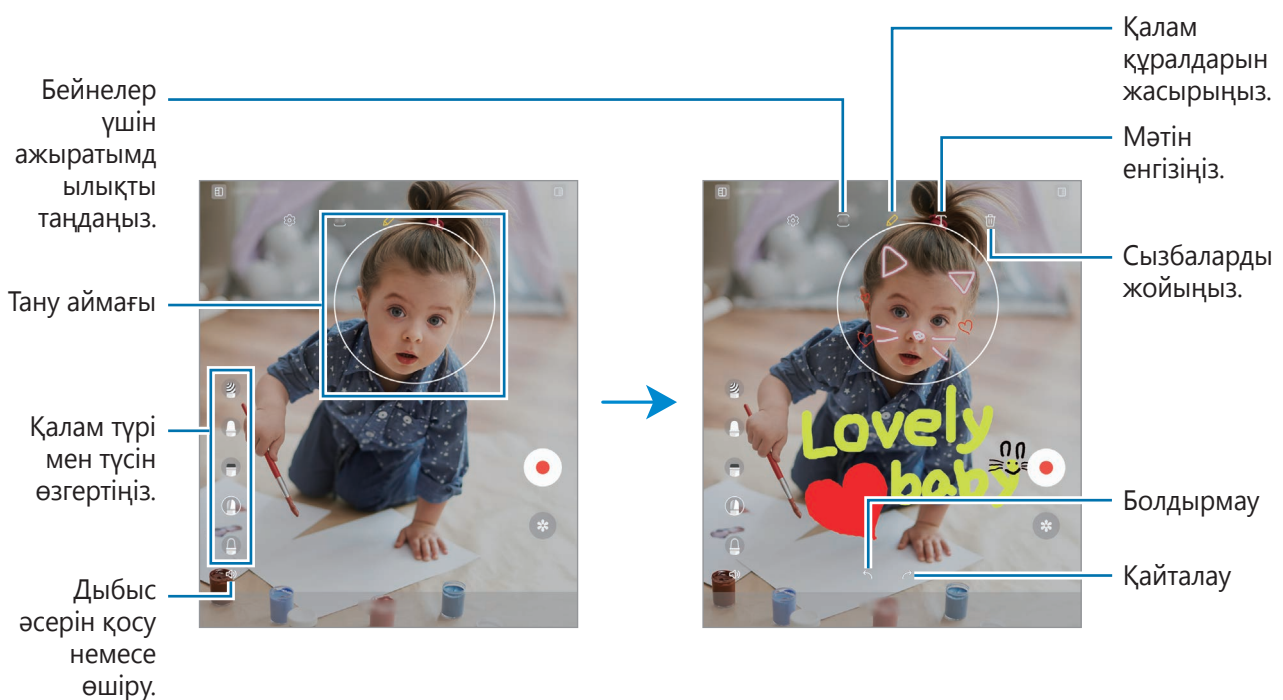 Бейнелер
үшін
ажыратымд
ылықты
таңдаңыз.
Тану аймағы
Қалам түрі
мен түсін
өзгертіңіз.
Дыбыс
әсерін қосу
немесе
өшіру.
Қалам
құралдарын
жасырыңыз.
Мәтін
енгізіңіз.
Сызбаларды
жойыңыз.
Lovely
baby
Болдырмау
Қайталау